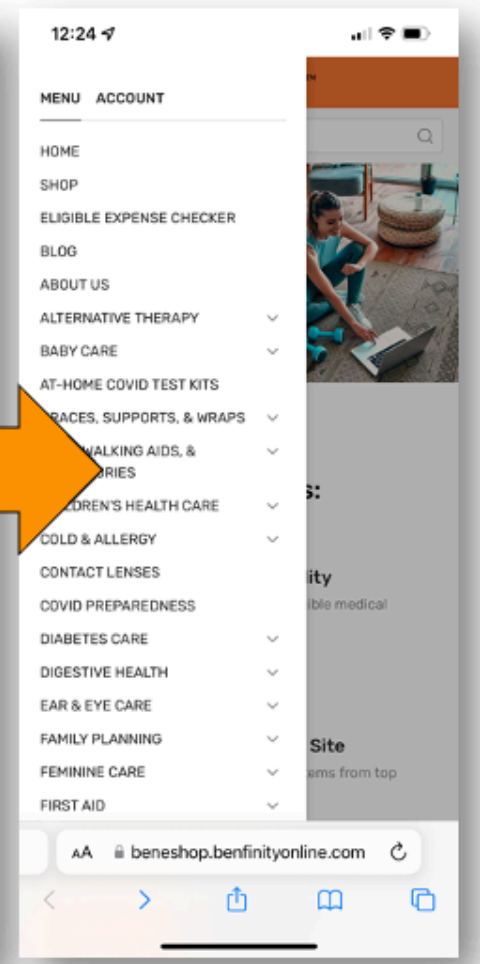 12:24
™
MENU ACCOUNT
HOME
SHOP
ELIGIBLE EXPENSE CHECKER
BLOG
ABOUT US
ALTERNATIVE THERAPY
BABY CARE
AT-HOME COVID TEST KITS
RACES, SUPPORTS, & WRAPS
WALKING AIDS, &
RIES
s:
LDREN'S HEALTH CARE
COLD & ALLERGY
CONTACT LENSES
ity
COVID PREPAREDNESS
ible medical
DIABETES CARE
DIGESTIVE HEALTH
EAR & EYE CARE
FAMILY PLANNING
Site
FEMININE CARE
ems from top
FIRST AID
AA beneshop.benfinityonline.com